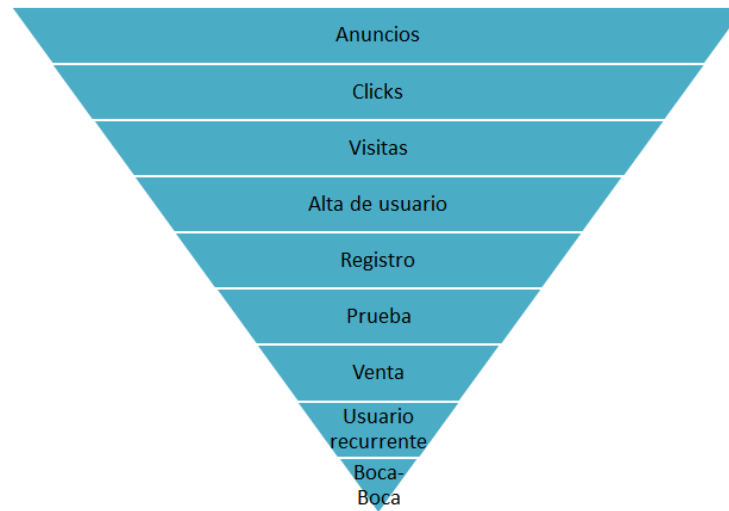 Anuncios
Clicks
Visitas
Alta de usuario
Registro
Prueba
Venta
Usuario
recurrente
Boca-
Boca